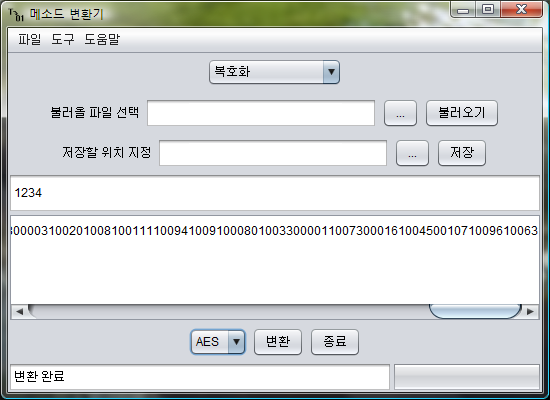 메소드 변환기
파일 도구 도움말
복호화
불러올 파일 선택 ... 불러오기
저장할 위치 지정 ... 저장
1234
3000031002010081001111009410091000801003300001100730001610045001071009610063
AES 변환 종료
변환 완료